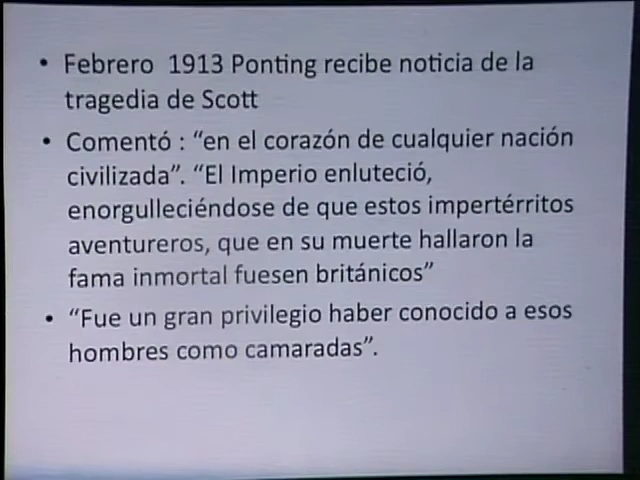 • Febrero 1913 Ponting recibe noticia de la
tragedia de Scott
• Comentó : “en el corazón de cualquier nación
civilizada”. “El Imperio enluteció,
enorgulleciéndose de que estos impertérritos
aventureros, que en su muerte hallaron la
fama inmortal fuesen británicos”
• “Fue un gran privilegio haber conocido a esos
hombres como camaradas”.